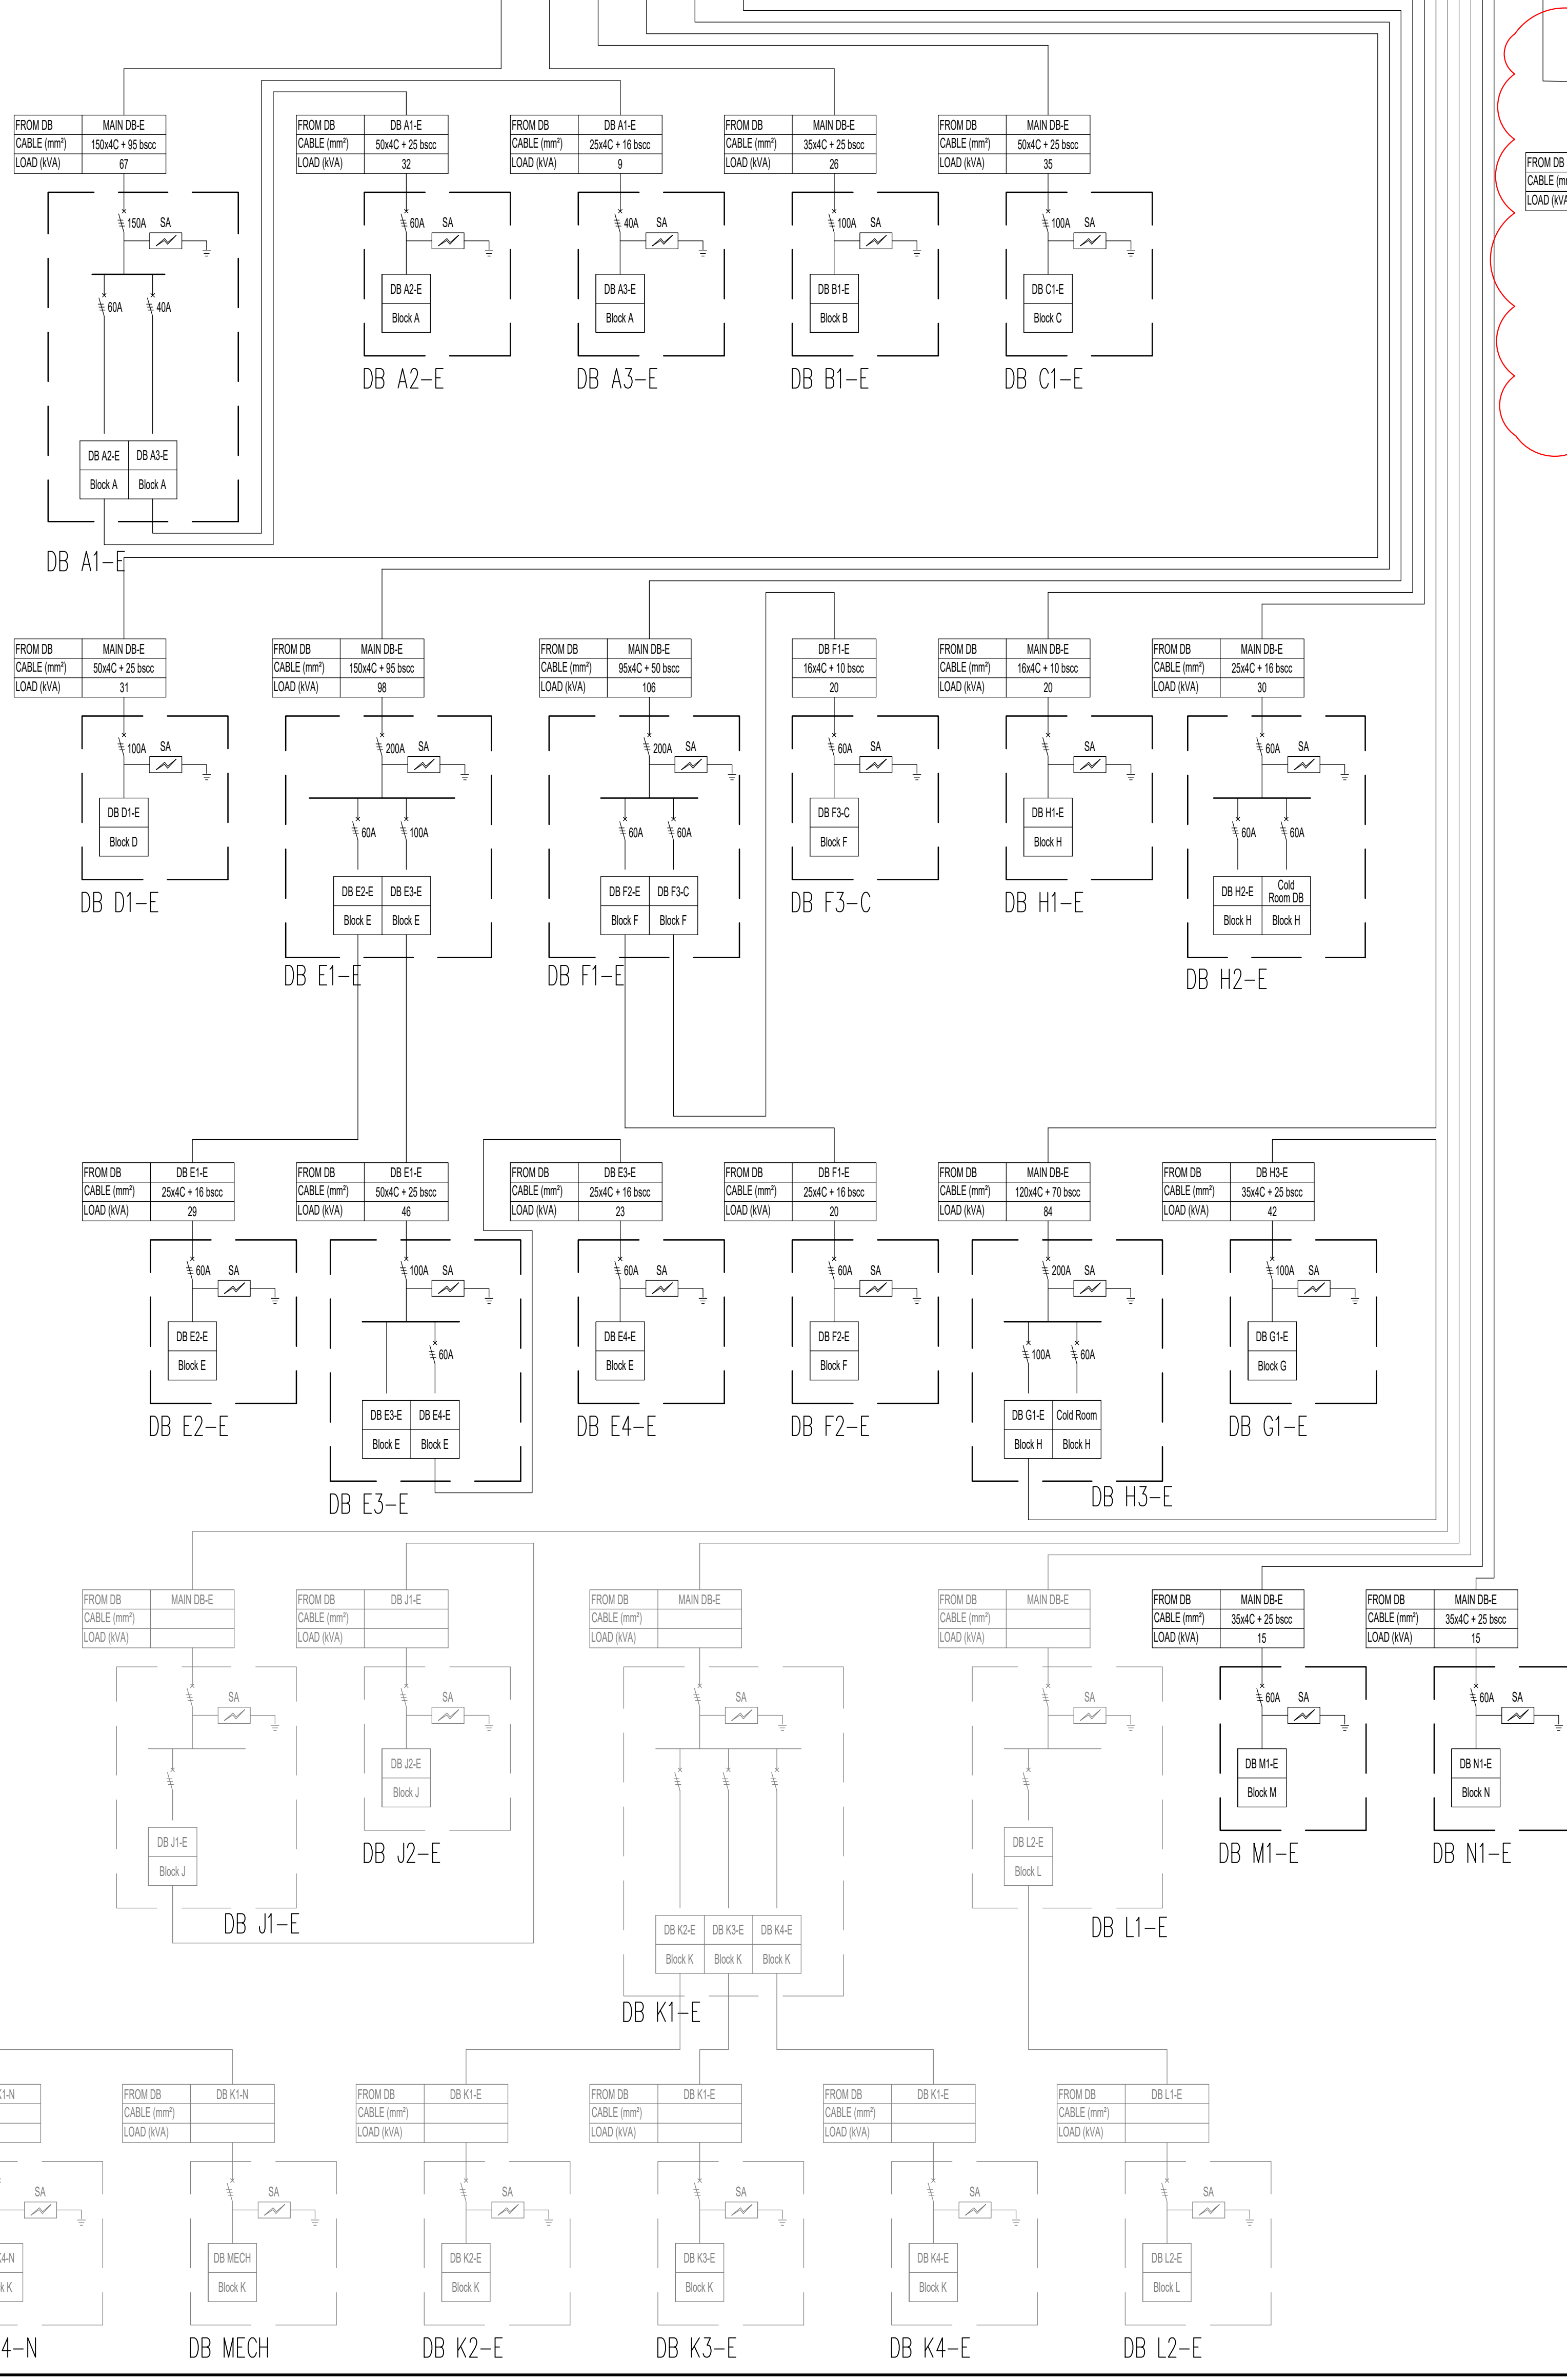 FROM DB MAIN DB-E
CABLE (mm²) 150x4C + 95 bscc
LOAD (kVA) 67
150A SA
60A 40A
DB A2-E DB A3-E
Block A Block A
DB A1-E
FROM DB DB A1-E
CABLE (mm²) 50x4C + 25 bscc
LOAD (kVA) 32
60A SA
DB A2-E
Block A
DB A2-E
FROM DB DB A1-E
CABLE (mm²) 25x4C + 16 bscc
LOAD (kVA) 9
40A SA
DB A3-E
Block A
DB A3-E
FROM DB MAIN DB-E
CABLE (mm²) 35x4C + 25 bscc
LOAD (kVA) 26
100A SA
DB B1-E
Block B
DB B1-E
FROM DB MAIN DB-E
CABLE (mm²) 50x4C + 25 bscc
LOAD (kVA) 35
100A SA
DB C1-E
Block C
DB C1-E
FROM DB
CABLE (m
LOAD (kVA
FROM DB MAIN DB-E
CABLE (mm²) 50x4C + 25 bscc
LOAD (kVA) 31
100A SA
DB D1-E
Block D
DB D1-E
FROM DB MAIN DB-E
CABLE (mm²) 150x4C + 95 bscc
LOAD (kVA) 98
200A SA
60A 100A
DB E2-E DB E3-E
Block E Block E
DB E1-E
FROM DB MAIN DB-E
CABLE (mm²) 95x4C + 50 bscc
LOAD (kVA) 106
200A SA
60A 60A
DB F2-E DB F3-C
Block F Block F
DB F1-E
FROM DB DB F1-E
CABLE (mm²) 16x4C + 10 bscc
LOAD (kVA) 20
60A SA
DB F3-C
Block F
DB F3-C
FROM DB MAIN DB-E
CABLE (mm²) 16x4C + 10 bscc
LOAD (kVA) 20
SA
DB H1-E
Block H
DB H1-E
FROM DB MAIN DB-E
CABLE (mm²) 25x4C + 16 bscc
LOAD (kVA) 30
60A SA
60A 60A
DB H2-E Cold Room DB
Block H Block H
DB H2-E
FROM DB DB E1-E
CABLE (mm²) 25x4C + 16 bscc
LOAD (kVA) 29
60A SA
DB E2-E
Block E
DB E2-E
FROM DB DB E1-E
CABLE (mm²) 50x4C + 25 bscc
LOAD (kVA) 46
100A SA
60A
DB E3-E DB E4-E
Block E Block E
DB E3-E
FROM DB DB E3-E
CABLE (mm²) 25x4C + 16 bscc
LOAD (kVA) 23
60A SA
DB E4-E
Block E
DB E4-E
FROM DB DB F1-E
CABLE (mm²) 25x4C + 16 bscc
LOAD (kVA) 20
60A SA
DB F2-E
Block F
DB F2-E
FROM DB MAIN DB-E
CABLE (mm²) 120x4C + 70 bscc
LOAD (kVA) 84
200A SA
100A 60A
DB G1-E Cold Room
Block H Block H
DB H3-E
FROM DB DB H3-E
CABLE (mm²) 35x4C + 25 bscc
LOAD (kVA) 42
100A SA
DB G1-E
Block G
DB G1-E
FROM DB MAIN DB-E
CABLE (mm²)
LOAD (kVA)
SA
DB J1-E
Block J
DB J1-E
FROM DB DB J1-E
CABLE (mm²)
LOAD (kVA)
SA
DB J2-E
Block J
DB J2-E
FROM DB MAIN DB-E
CABLE (mm²)
LOAD (kVA)
SA
DB K2-E DB K3-E DB K4-E
Block K Block K Block K
DB K1-E
FROM DB MAIN DB-E
CABLE (mm²)
LOAD (kVA)
SA
DB L2-E
Block L
DB L1-E
FROM DB MAIN DB-E
CABLE (mm²) 35x4C + 25 bscc
LOAD (kVA) 15
60A SA
DB M1-E
Block M
DB M1-E
FROM DB MAIN DB-E
CABLE (mm²) 35x4C + 25 bscc
LOAD (kVA) 15
60A SA
DB N1-E
Block N
DB N1-E
1-N
SA
4-N
k K
4-N
FROM DB DB K1-N
CABLE (mm²)
LOAD (kVA)
SA
DB MECH
Block K
DB MECH
FROM DB DB K1-E
CABLE (mm²)
LOAD (kVA)
SA
DB K2-E
Block K
DB K2-E
FROM DB DB K1-E
CABLE (mm²)
LOAD (kVA)
SA
DB K3-E
Block K
DB K3-E
FROM DB DB K1-E
CABLE (mm²)
LOAD (kVA)
SA
DB K4-E
Block K
DB K4-E
FROM DB DB L1-E
CABLE (mm²)
LOAD (kVA)
SA
DB L2-E
Block L
DB L2-E